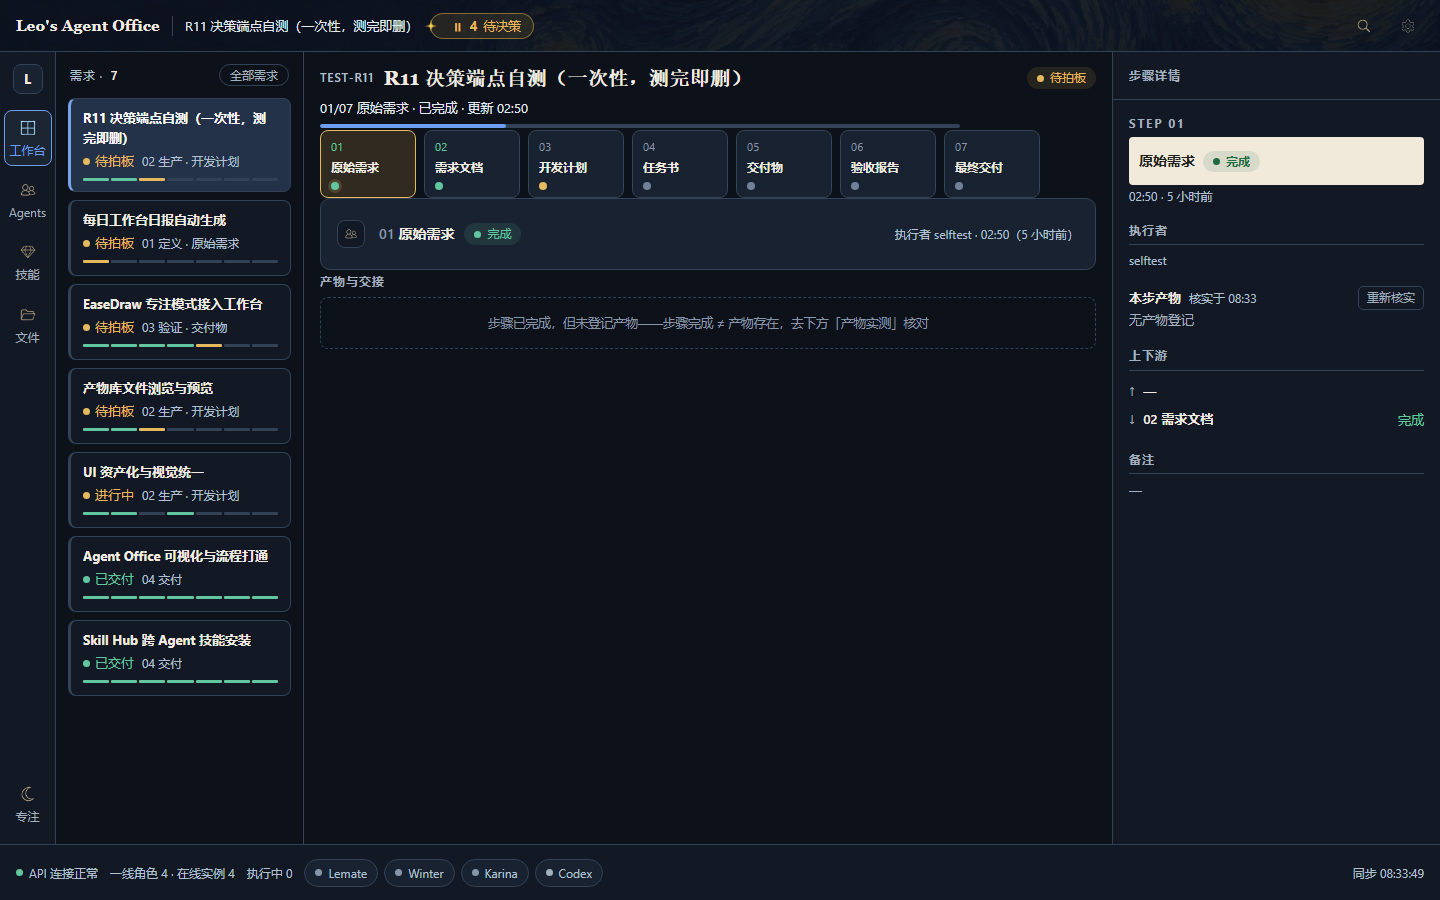 Leo's Agent Office
R11 决策端点自测（一次性，测完即删）
4 待决策
L
工作台
Agents
技能
文件
专注
需求 · 7
全部需求
R11 决策端点自测（一次性，测
完即删）
待拍板 02 生产 · 开发计划
每日工作台日报自动生成
待拍板 01 定义 · 原始需求
EaseDraw 专注模式接入工作台
待拍板 03 验证 · 交付物
产物库文件浏览与预览
待拍板 02 生产 · 开发计划
UI 资产化与视觉统一
进行中 02 生产 · 开发计划
Agent Office 可视化与流程打通
已交付 04 交付
Skill Hub 跨 Agent 技能安装
已交付 04 交付
TEST-R11 R11 决策端点自测（一次性，测完即删）
待拍板
01/07 原始需求 · 已完成 · 更新 02:50
01
原始需求
02
需求文档
03
开发计划
04
任务书
05
交付物
06
验收报告
07
最终交付
01 原始需求 完成
执行者 selftest · 02:50（5 小时前）
产物与交接
步骤已完成，但未登记产物——步骤完成 ≠ 产物存在，去下方「产物实测」核对
步骤详情
STEP 01
原始需求 完成
02:50 · 5 小时前
执行者
selftest
本步产物 核实于 08:33
重新核实
无产物登记
上下游
↑ —
↓ 02 需求文档 完成
备注
—
API 连接正常 一线角色 4 · 在线实例 4 执行中 0
Lemate
Winter
Karina
Codex
同步 08:33:49